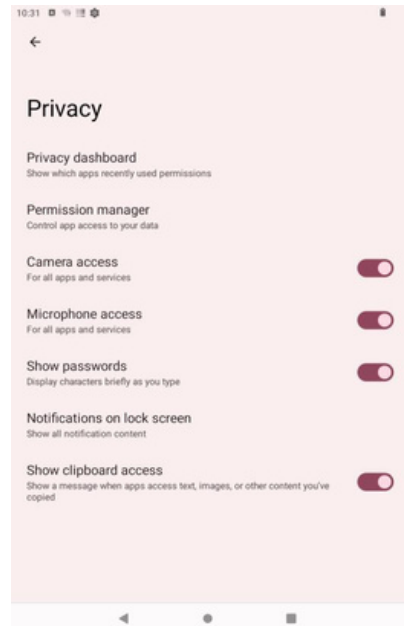 10:31
Privacy
Privacy dashboard
Show which apps recently used permissions
Permission manager
Control app access to your data
Camera access
For all apps and services
Microphone access
For all apps and services
Show passwords
Display characters briefly as you type
Notifications on lock screen
Show all notification content
Show clipboard access
Show a message when apps access text, images, or other content you've
copied